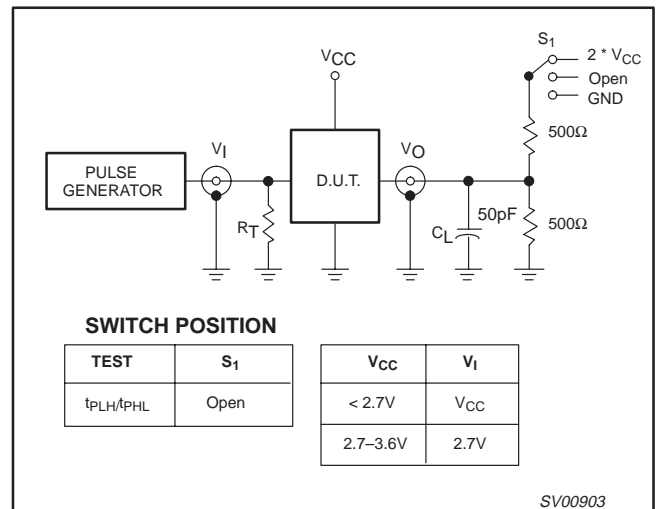 S1
2 * VCC
Open
GND
VCC
500Ω
VI
VO
PULSE
GENERATOR
D.U.T.
RT
50pF
CL
500Ω
SWITCH POSITION
TEST S1
tPLH/tPHL Open
VCC VI
< 2.7V VCC
2.7–3.6V 2.7V
SV00903